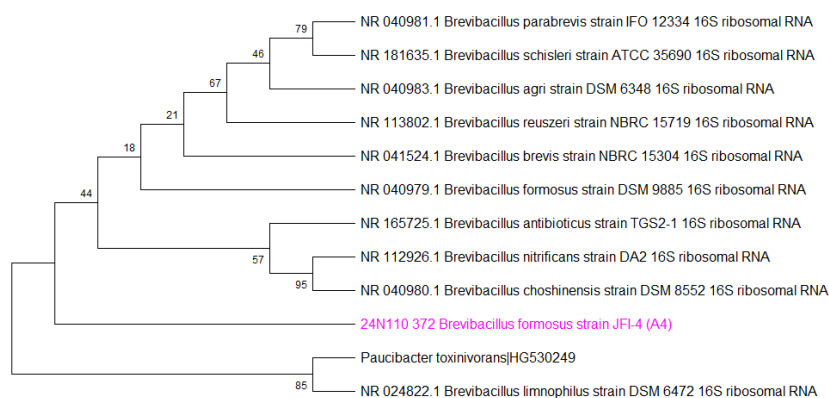 NR 040981.1 Brevibacillus parabrevis strain IFO 12334 16S ribosomal RNA
79
NR 181635.1 Brevibacillus schisleri strain ATCC 35690 16S ribosomal RNA
46
NR 040983.1 Brevibacillus agri strain DSM 6348 16S ribosomal RNA
67
NR 113802.1 Brevibacillus reuszeri strain NBRC 15719 16S ribosomal RNA
21
NR 041524.1 Brevibacillus brevis strain NBRC 15304 16S ribosomal RNA
18
NR 040979.1 Brevibacillus formosus strain DSM 9885 16S ribosomal RNA
44
NR 165725.1 Brevibacillus antibioticus strain TGS2-1 16S ribosomal RNA
57
NR 112926.1 Brevibacillus nitrificans strain DA2 16S ribosomal RNA
95
NR 040980.1 Brevibacillus choshinensis strain DSM 8552 16S ribosomal RNA
24N110 372 Brevibacillus formosus strain JFI-4 (A4)
Paucibacter toxinivorans|HG530249
85
NR 024822.1 Brevibacillus limnophilus strain DSM 6472 16S ribosomal RNA